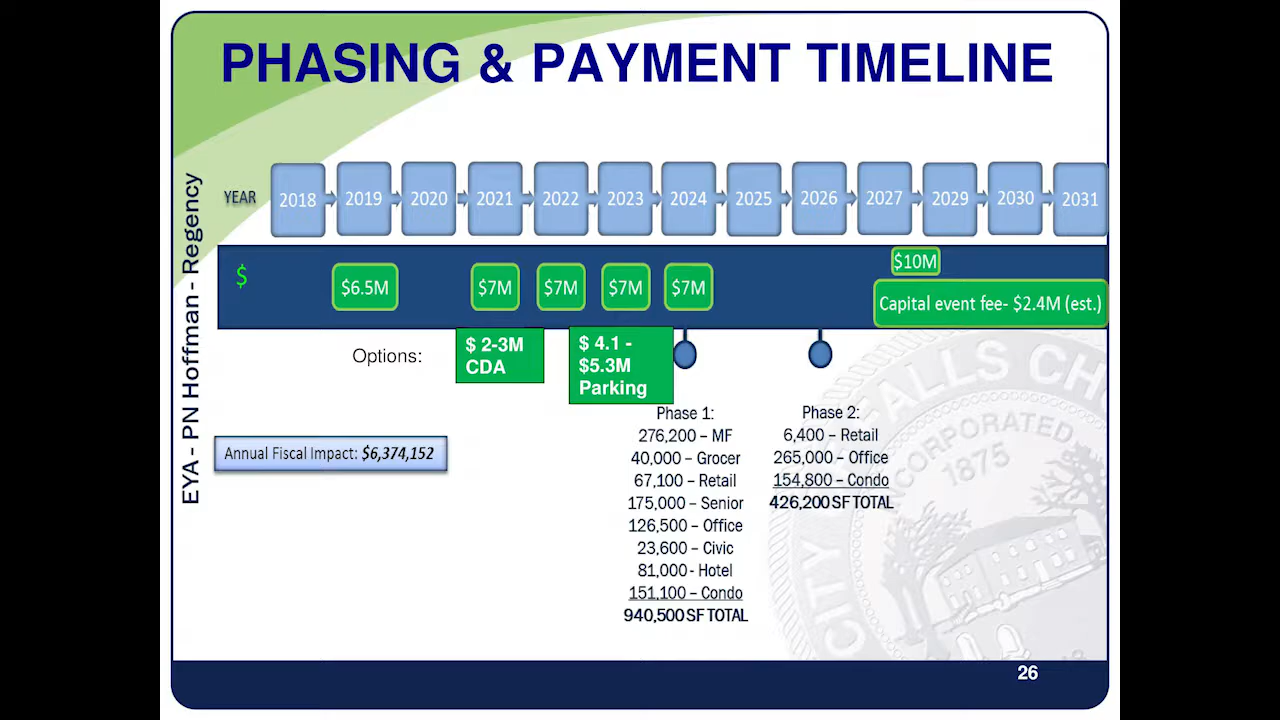 PHASING & PAYMENT TIMELINE
EYA - PN Hoffman - Regency
YEAR 2018 2019 2020 2021 2022 2023 2024 2025 2026 2027 2029 2030 2031
$ $6.5M $7M $7M $7M $7M $10M
Capital event fee- $2.4M (est.)
Options:
$ 2-3M
CDA
$ 4.1 -
$5.3M
Parking
Annual Fiscal Impact: $6,374,152
Phase 1:
276,200 – MF
40,000 – Grocer
67,100 – Retail
175,000 – Senior
126,500 – Office
23,600 – Civic
81,000 - Hotel
151,100 – Condo
940,500 SF TOTAL
Phase 2:
6,400 – Retail
265,000 – Office
154,800 – Condo
426,200 SF TOTAL
CITY
FALLS CH
INCORPORATED
1875
26